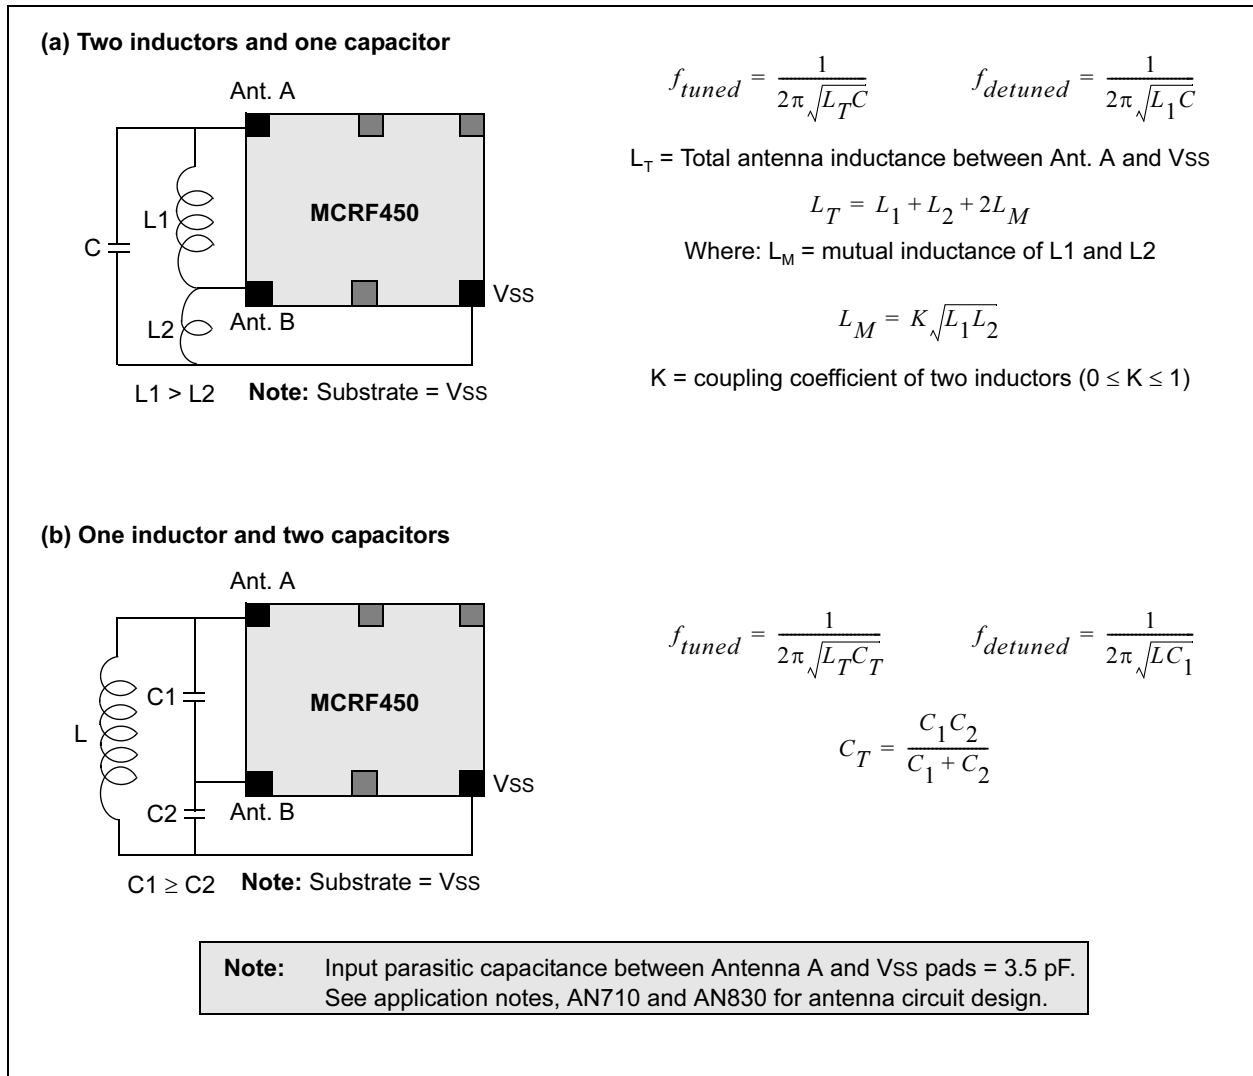 (a) Two inductors and one capacitor
Ant. A
MCRF450
L1
C
VSS
L2
Ant. B
L1 > L2 Note: Substrate = VSS
f_tuned = 1 / (2π√(L_T C))
f_detuned = 1 / (2π√(L_1 C))
L_T = Total antenna inductance between Ant. A and VSS
L_T = L_1 + L_2 + 2L_M
Where: L_M = mutual inductance of L1 and L2
L_M = K√(L_1 L_2)
K = coupling coefficient of two inductors (0 ≤ K ≤ 1)
(b) One inductor and two capacitors
Ant. A
C1
MCRF450
L
VSS
C2
Ant. B
C1 ≥ C2 Note: Substrate = VSS
f_tuned = 1 / (2π√(L_T C_T))
f_detuned = 1 / (2π√(LC_1))
C_T = C_1 C_2 / (C_1 + C_2)
Note: Input parasitic capacitance between Antenna A and VSS pads = 3.5 pF.
See application notes, AN710 and AN830 for antenna circuit design.